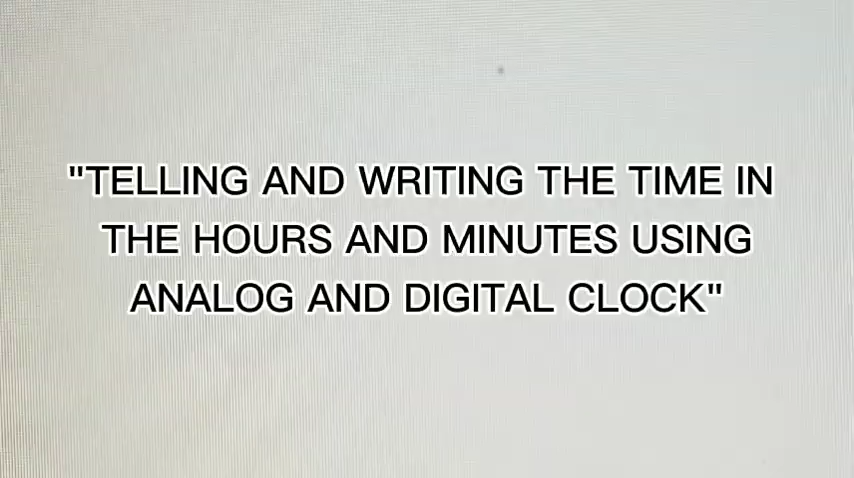 "TELLING AND WRITING THE TIME IN
THE HOURS AND MINUTES USING
ANALOG AND DIGITAL CLOCK"